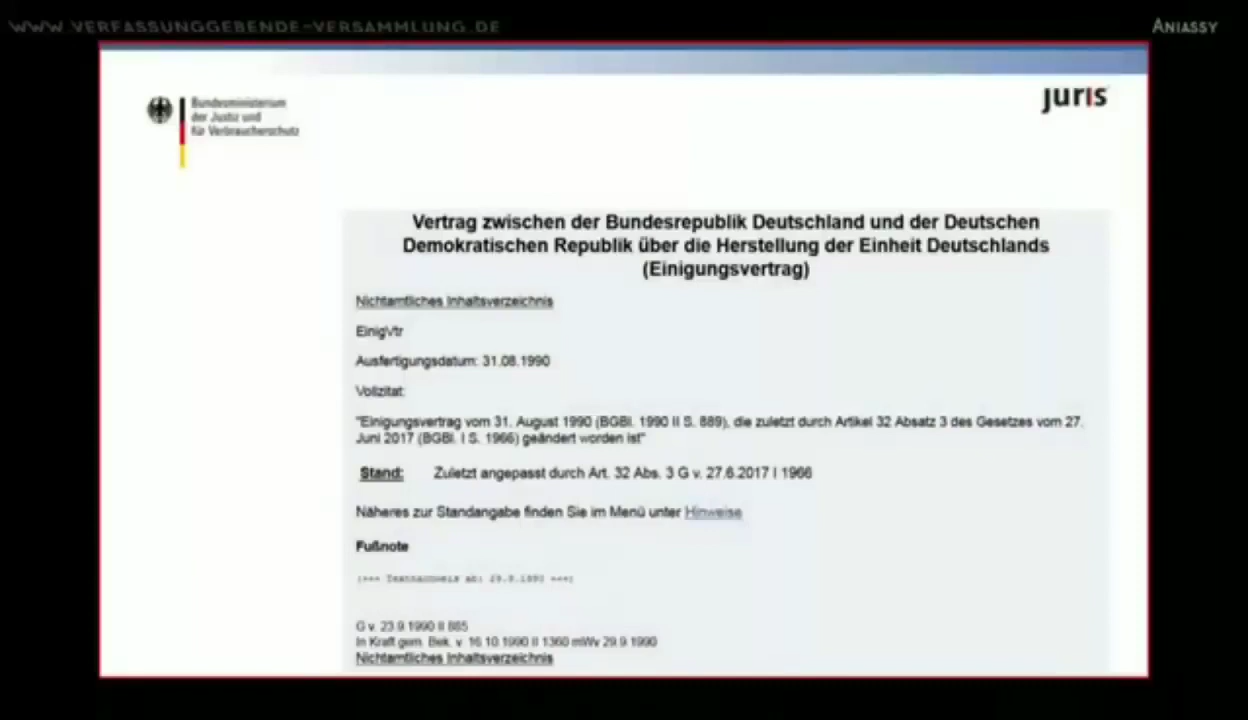 WWW.VERFASSUNGGEBENDE-VERSAMMLUNG.DE
ANIASSY
Bundesministerium
der Justiz und
für Verbraucherschutz
juris
Vertrag zwischen der Bundesrepublik Deutschland und der Deutschen
Demokratischen Republik über die Herstellung der Einheit Deutschlands
(Einigungsvertrag)
Nichtamtliches Inhaltsverzeichnis
EinigVtr
Ausfertigungsdatum: 31.08.1990
Vollzitat:
"Einigungsvertrag vom 31. August 1990 (BGBl. 1990 II S. 889), die zuletzt durch Artikel 32 Absatz 3 des Gesetzes vom 27.
Juni 2017 (BGBl. I S. 1966) geändert worden ist"
Stand: Zuletzt angepasst durch Art. 32 Abs. 3 G v. 27.6.2017 I 1966
Näheres zur Standangabe finden Sie im Menü unter Hinweise
Fußnote
(+++ Textnachweis ab: 29.9.1990 +++)
G v. 23.9.1990 II 885
In Kraft gem. Bek. v. 16.10.1990 II 1360 mWv 29.9.1990
Nichtamtliches Inhaltsverzeichnis